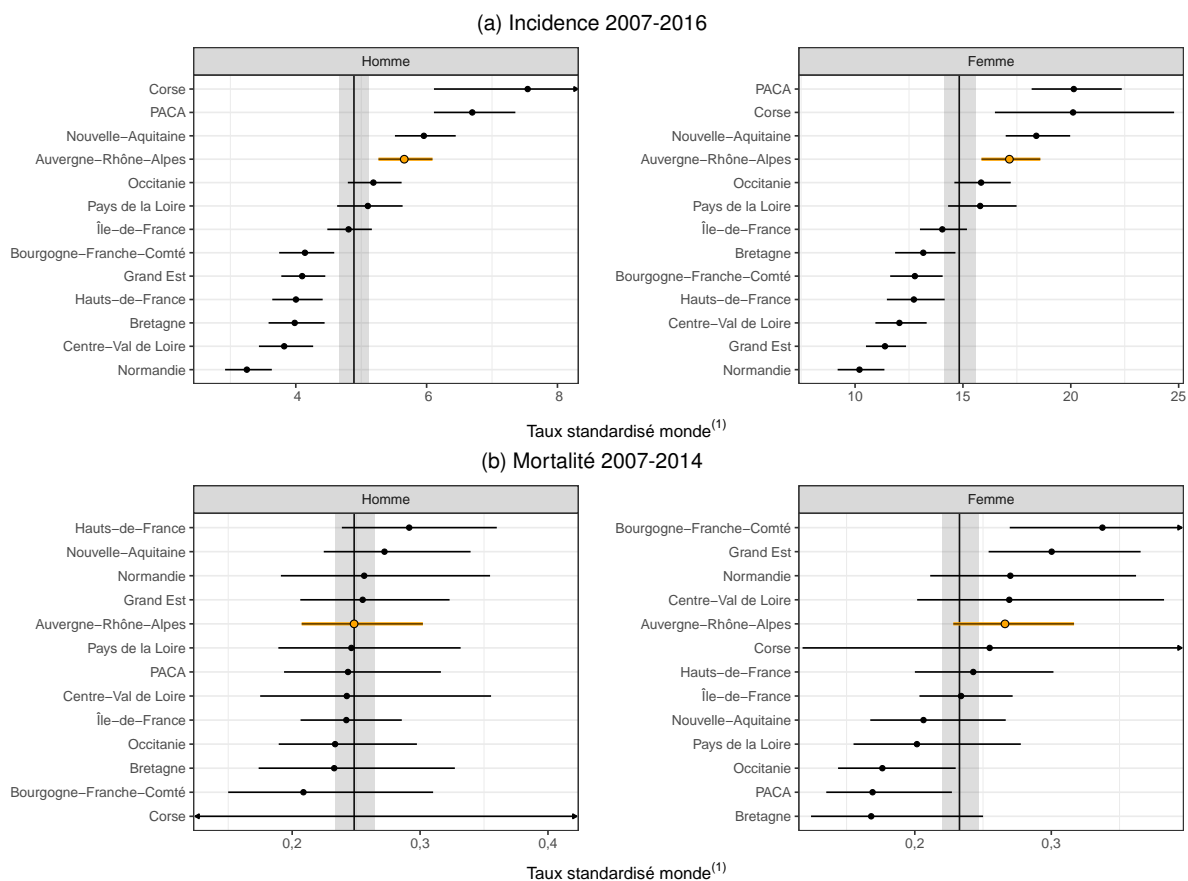 (a) Incidence 2007-2016
Homme
Corse
PACA
Nouvelle−Aquitaine
Auvergne−Rhône−Alpes
Occitanie
Pays de la Loire
Île−de−France
Bourgogne−Franche−Comté
Grand Est
Hauts−de−France
Bretagne
Centre−Val de Loire
Normandie
4 6 8
Femme
PACA
Corse
Nouvelle−Aquitaine
Auvergne−Rhône−Alpes
Occitanie
Pays de la Loire
Île−de−France
Bretagne
Bourgogne−Franche−Comté
Hauts−de−France
Centre−Val de Loire
Grand Est
Normandie
10 15 20 25
Taux standardisé monde(1)
(b) Mortalité 2007-2014
Homme
Hauts−de−France
Nouvelle−Aquitaine
Normandie
Grand Est
Auvergne−Rhône−Alpes
Pays de la Loire
PACA
Centre−Val de Loire
Île−de−France
Occitanie
Bretagne
Bourgogne−Franche−Comté
Corse
0,2 0,3 0,4
Femme
Bourgogne−Franche−Comté
Grand Est
Normandie
Centre−Val de Loire
Auvergne−Rhône−Alpes
Corse
Hauts−de−France
Île−de−France
Nouvelle−Aquitaine
Pays de la Loire
Occitanie
PACA
Bretagne
0,2 0,3
Taux standardisé monde(1)